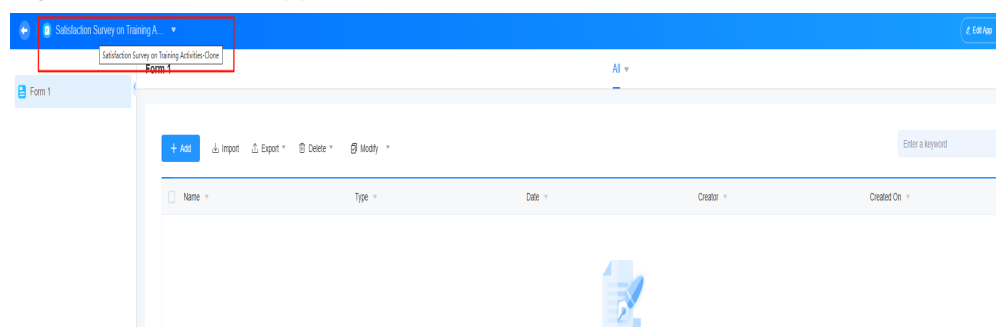 Satisfaction Survey on Training A...
Edit App
Satisfaction Survey on Training Activities-Clone
Form 1
All
Form 1
Add Import Export Delete Modify
Enter a keyword
Name Type Date Creator Created On